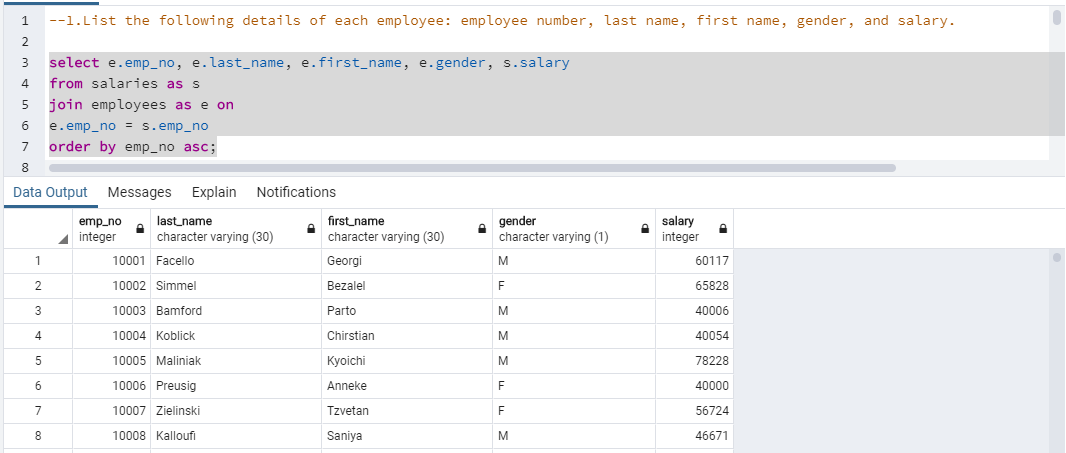 1 --1.List the following details of each employee: employee number, last name, first name, gender, and salary.
2
3 select e.emp_no, e.last_name, e.first_name, e.gender, s.salary
4 from salaries as s
5 join employees as e on
6 e.emp_no = s.emp_no
7 order by emp_no asc;
8
Data Output Messages Explain Notifications
emp_no last_name first_name gender salary
integer character varying (30) character varying (30) character varying (1) integer
1 10001 Facello Georgi M 60117
2 10002 Simmel Bezalel F 65828
3 10003 Bamford Parto M 40006
4 10004 Koblick Chirstian M 40054
5 10005 Maliniak Kyoichi M 78228
6 10006 Preusig Anneke F 40000
7 10007 Zielinski Tzvetan F 56724
8 10008 Kalloufi Saniya M 46671